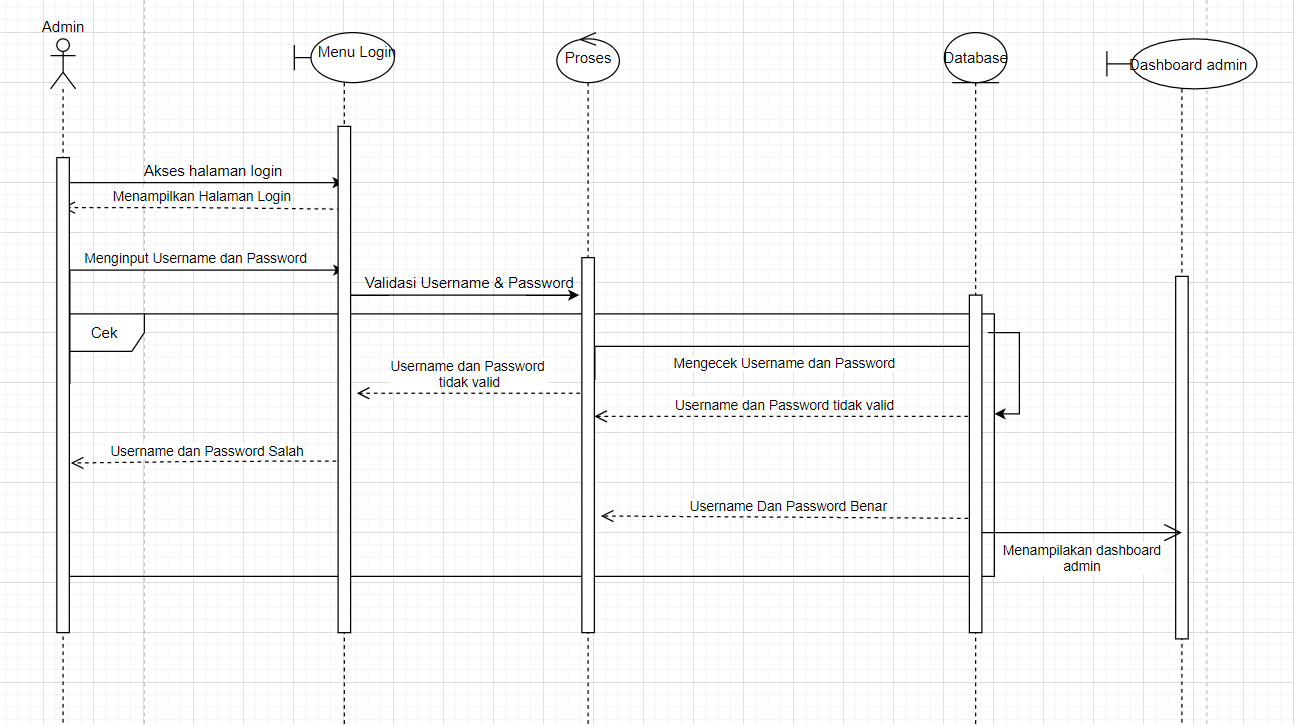 Admin
Menu Login
Proses
Database
Dashboard admin
Akses halaman login
Menampilkan Halaman Login
Menginput Username dan Password
Validasi Username & Password
Cek
Username dan Password
tidak valid
Mengecek Username dan Password
Username dan Password tidak valid
Username dan Password Salah
Username Dan Password Benar
Menampilakan dashboard
admin